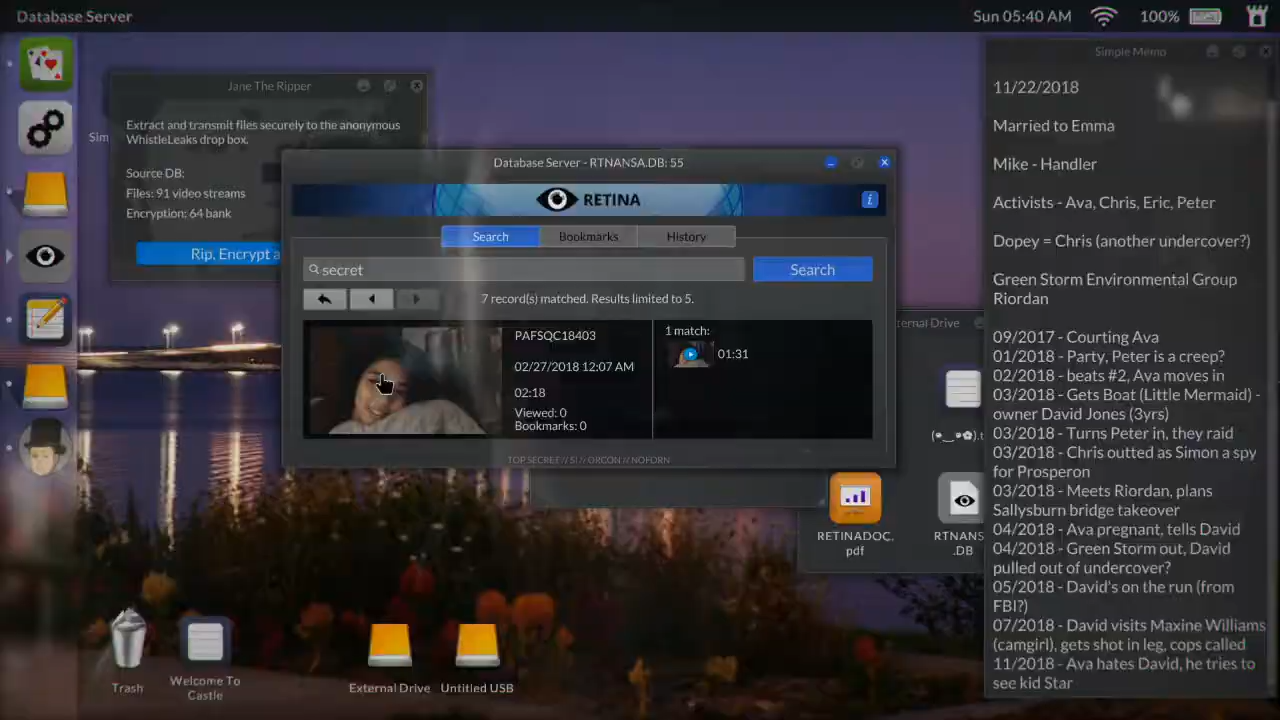 Database Server
Sun 05:40 AM
100%
Simple Memo
11/22/2018
Married to Emma
Mike - Handler
Activists - Ava, Chris, Eric, Peter
Dopey = Chris (another undercover?)
Green Storm Environmental Group
Riordan
09/2017 - Courting Ava
01/2018 - Party, Peter is a creep?
02/2018 - beats #2, Ava moves in
03/2018 - Gets Boat (Little Mermaid) -
owner David Jones (3yrs)
03/2018 - Turns Peter in, they raid
03/2018 - Chris outted as Simon a spy
for Prosperon
03/2018 - Meets Riordan, plans
Sallysburn bridge takeover
04/2018 - Ava pregnant, tells David
04/2018 - Green Storm out, David
pulled out of undercover?
05/2018 - David's on the run (from
FBI?)
07/2018 - David visits Maxine Williams
(camgirl), gets shot in leg, cops called
11/2018 - Ava hates David, he tries to
see kid Star
Jane The Ripper
Extract and transmit files securely to the anonymous
WhistleLeaks drop box.
Sim
Source DB:
Files: 91 video streams
Encryption: 64 bank
Rip, Encrypt a
Database Server - RTNANSA.DB: 55
RETINA
i
Search
Bookmarks
History
secret
Search
7 record(s) matched. Results limited to 5.
PAFSQC18403
02/27/2018 12:07 AM
02:18
Viewed: 0
Bookmarks: 0
1 match:
01:31
TOP SECRET // SI // ORCON // NOFORN
ternal Drive
RETINADOC.
pdf
RTNANS
.DB
Trash
Welcome To
Castle
External Drive
Untitled USB